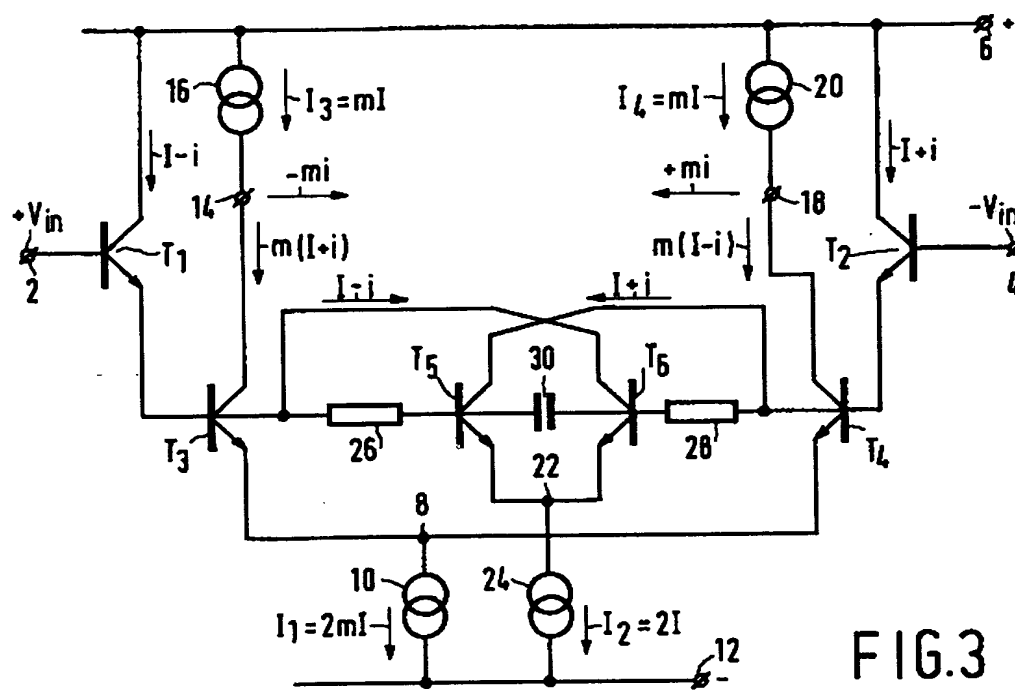 +
6
16
I3=mI
I4=mI
20
I-i
I+i
-mi
+mi
14
18
+Vin
2
T1
m(I+i)
m(I-i)
T2
-Vin
4
I-i
I+i
T5
30
T6
T3
26
28
T4
22
8
10
24
I1=2mI
I2=2I
12
-
FIG.3